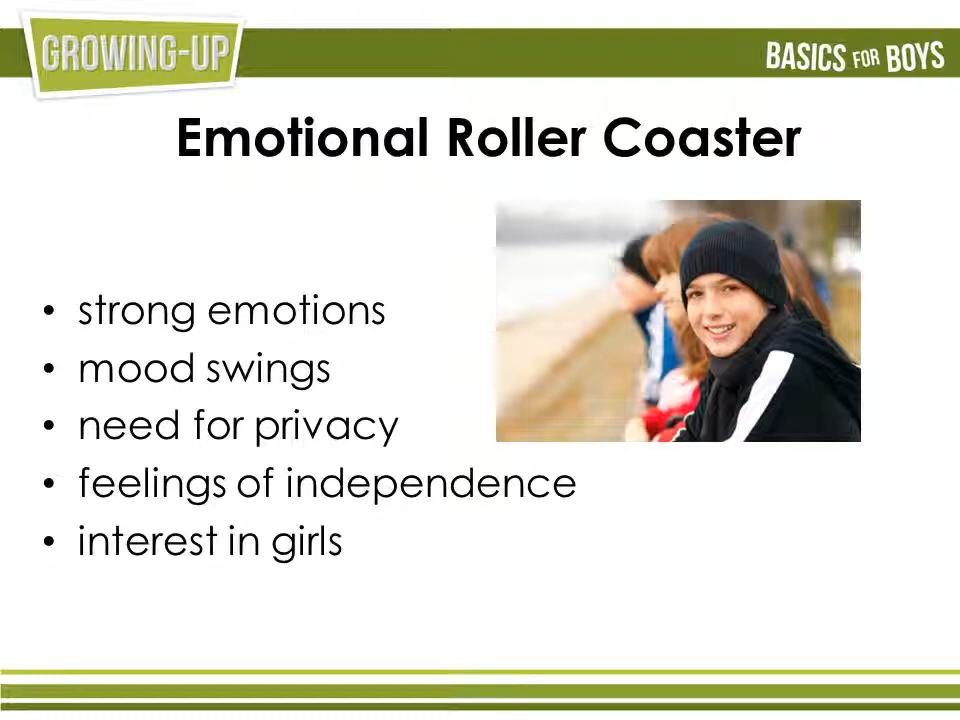 GROWING-UP
BASICS FOR BOYS
Emotional Roller Coaster
• strong emotions
• mood swings
• need for privacy
• feelings of independence
• interest in girls